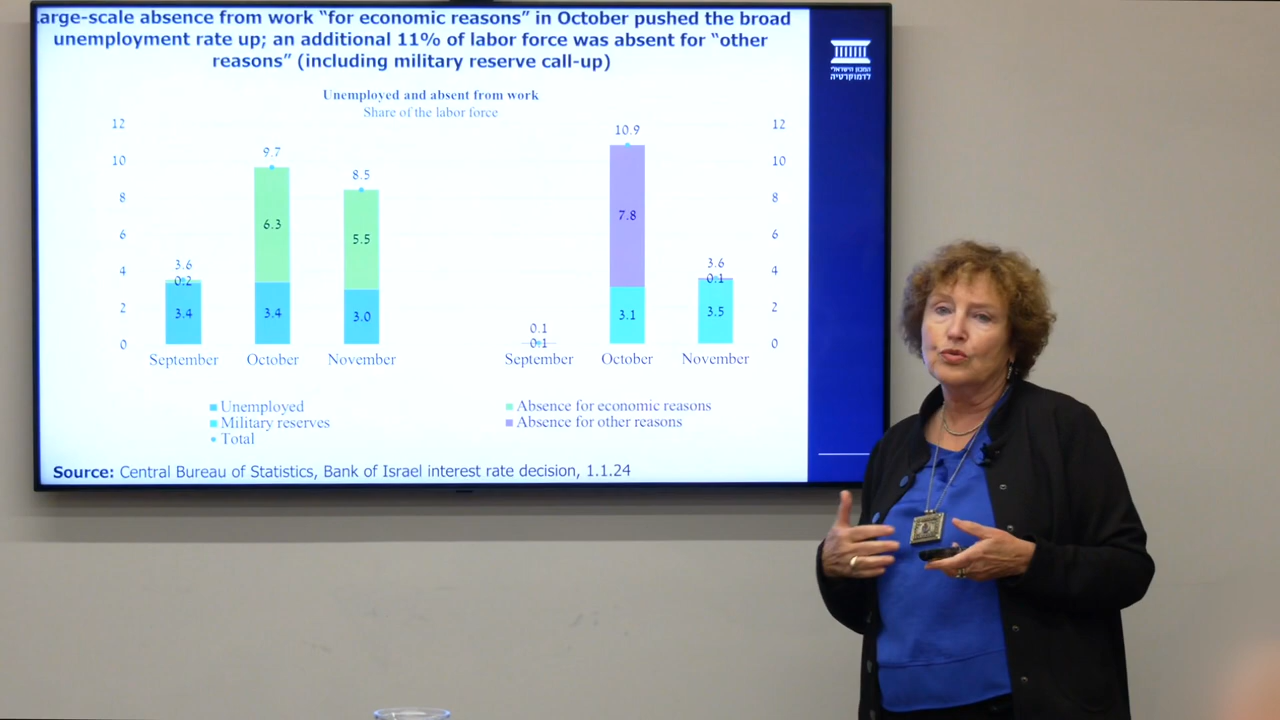 arge-scale absence from work “for economic reasons” in October pushed the broad
unemployment rate up; an additional 11% of labor force was absent for “other
reasons” (including military reserve call-up)
המכון הישראלי
לדמוקרטיה
Unemployed and absent from work
Share of the labor force
12
10
8
6
4
2
0
3.6
0.2
3.4
9.7
6.3
3.4
8.5
5.5
3.0
September October November
0.1
0.1
10.9
7.8
3.1
3.6
0.1
3.5
September October November
12
10
8
6
4
2
0
Unemployed
Military reserves
Total
Absence for economic reasons
Absence for other reasons
Source: Central Bureau of Statistics, Bank of Israel interest rate decision, 1.1.24